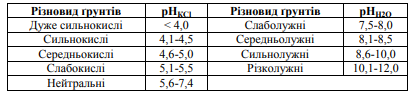 Різновид ґрунтів pHKCl Різновид ґрунтів pHH2O
Дуже сильнокислі < 4,0 Слаболужні 7,5-8,0
Сильнокислі 4,1-4,5 Середньолужні 8,1-8,5
Середньокислі 4,6-5,0 Сильнолужні 8,6-10,0
Слабокислі 5,1-5,5 Різколужні 10,1-12,0
Нейтральні 5,6-7,4